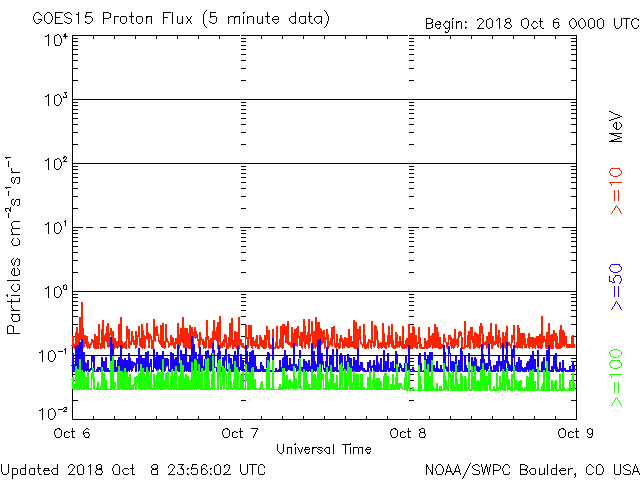 GOES15 Proton Flux (5 minute data)
Begin: 2018 Oct 6 0000 UTC
10⁴
10³
10²
10¹
10⁰
10⁻¹
10⁻²
Particles cm⁻²s⁻¹sr⁻¹
MeV
>=10
>=50
>=100
Oct 6 Oct 7 Oct 8 Oct 9
Universal Time
Updated 2018 Oct 8 23:56:02 UTC
NOAA/SWPC Boulder, CO USA